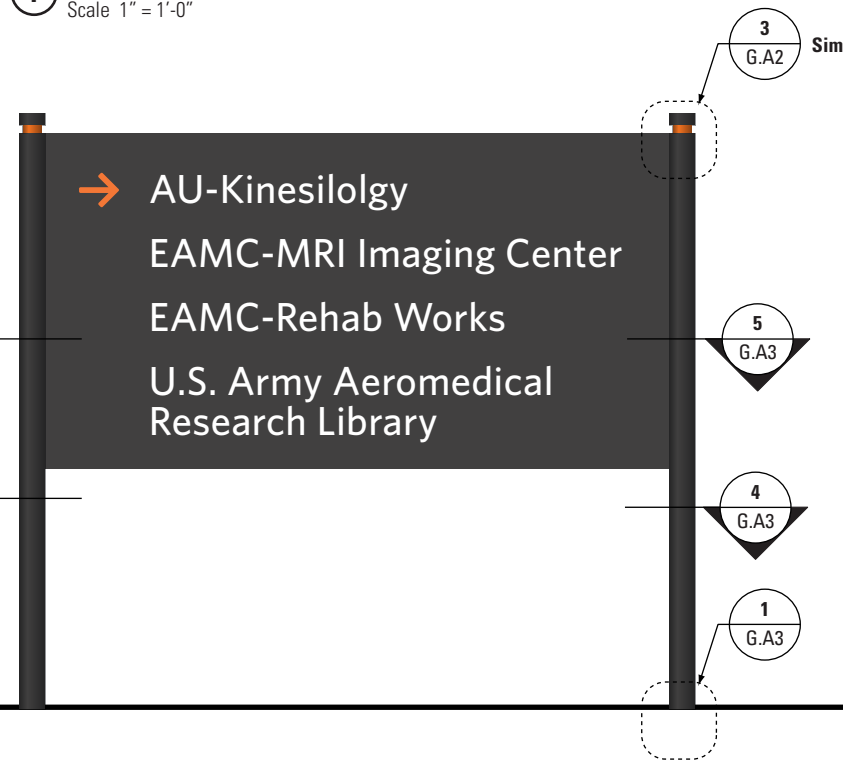 Scale 1" = 1'-0"
3
G.A2
Sim
AU-Kinesilolgy
EAMC-MRI Imaging Center
EAMC-Rehab Works
5
G.A3
U.S. Army Aeromedical
Research Library
4
G.A3
1
G.A3